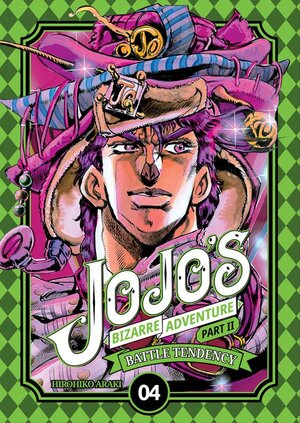 JOJO'S
BIZARRE ADVENTURE
PART II
BATTLE TENDENCY
HIROHIKO ARAKI
04